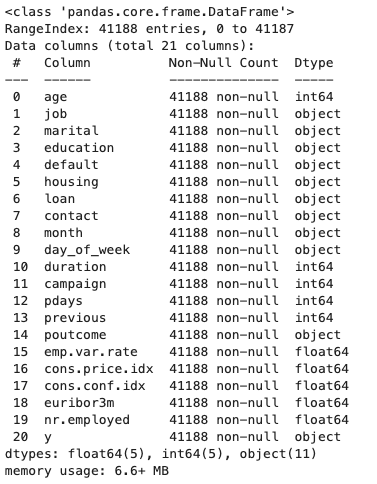 <class 'pandas.core.frame.DataFrame'>
RangeIndex: 41188 entries, 0 to 41187
Data columns (total 21 columns):
 #   Column          Non-Null Count  Dtype
---  ------          --------------  -----
 0   age             41188 non-null  int64
 1   job             41188 non-null  object
 2   marital         41188 non-null  object
 3   education       41188 non-null  object
 4   default         41188 non-null  object
 5   housing         41188 non-null  object
 6   loan            41188 non-null  object
 7   contact         41188 non-null  object
 8   month           41188 non-null  object
 9   day_of_week     41188 non-null  object
 10  duration        41188 non-null  int64
 11  campaign        41188 non-null  int64
 12  pdays           41188 non-null  int64
 13  previous        41188 non-null  int64
 14  poutcome        41188 non-null  object
 15  emp.var.rate    41188 non-null  float64
 16  cons.price.idx  41188 non-null  float64
 17  cons.conf.idx   41188 non-null  float64
 18  euribor3m       41188 non-null  float64
 19  nr.employed     41188 non-null  float64
 20  y               41188 non-null  object
dtypes: float64(5), int64(5), object(11)
memory usage: 6.6+ MB